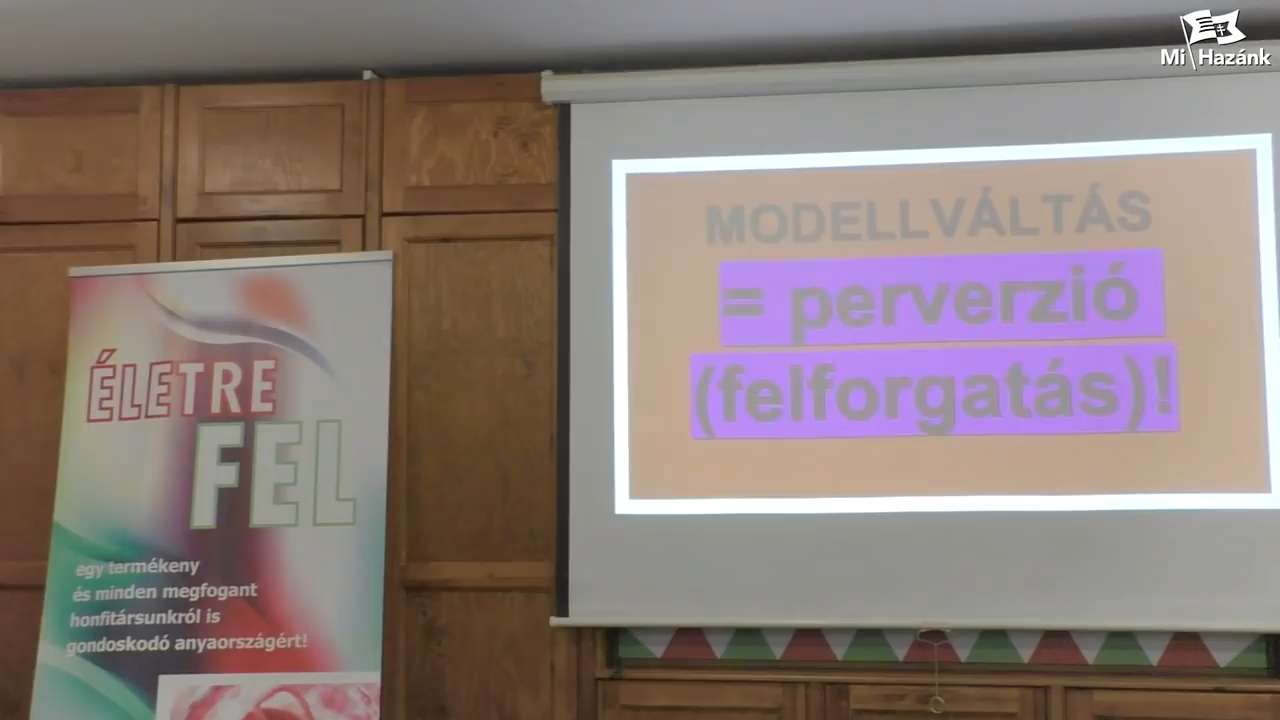 Mi Hazánk
MODELLVÁLTÁS
= perverzió
(felforgatás)!
ÉLETRE
FEL
egy termékeny
és minden megfogant
honfitársunkról is
gondoskodó anyaországért!